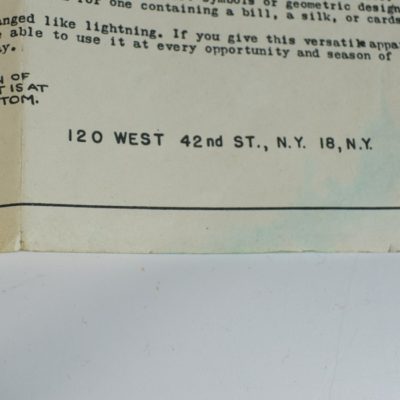 symbols or geometric design
for one containing a bill, a silk, or cards
anged like lightning. If you give this versatile appa
able to use it at every opportunity and season of
y.
N OF
T IS AT
TOM.
120 WEST 42nd ST., N.Y. 18, N.Y.